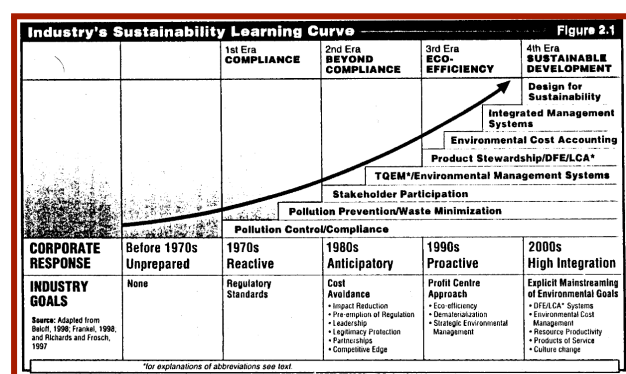 Industry's Sustainability Learning Curve
Figure 2.1
1st Era
COMPLIANCE
2nd Era
BEYOND
COMPLIANCE
3rd Era
ECO-
EFFICIENCY
4th Era
SUSTAINABLE
DEVELOPMENT
Design for
Sustainability
Integrated Management
Systems
Environmental Cost Accounting
Product Stewardship/DFE/LCA*
TQEM*/Environmental Management Systems
Stakeholder Participation
Pollution Prevention/Waste Minimization
Pollution Control/Compliance
CORPORATE
RESPONSE
Before 1970s
Unprepared
1970s
Reactive
1980s
Anticipatory
1990s
Proactive
2000s
High Integration
INDUSTRY
GOALS
Source: Adapted from
Beloff, 1998; Frankel, 1998,
and Richards and Frosch,
1997
None
Regulatory
Standards
Cost
Avoidance
• Impact Reduction
• Pre-emption of Regulation
• Leadership
• Legitimacy Protection
• Partnerships
• Competitive Edge
Profit Centre
Approach
• Eco-efficiency
• Dematerialization
• Strategic Environmental
Management
Explicit Mainstreaming
of Environmental Goals
• DFE/LCA* Systems
• Environmental Cost
Management
• Resource Productivity
• Products of Service
• Culture change
*for explanations of abbreviations see text.